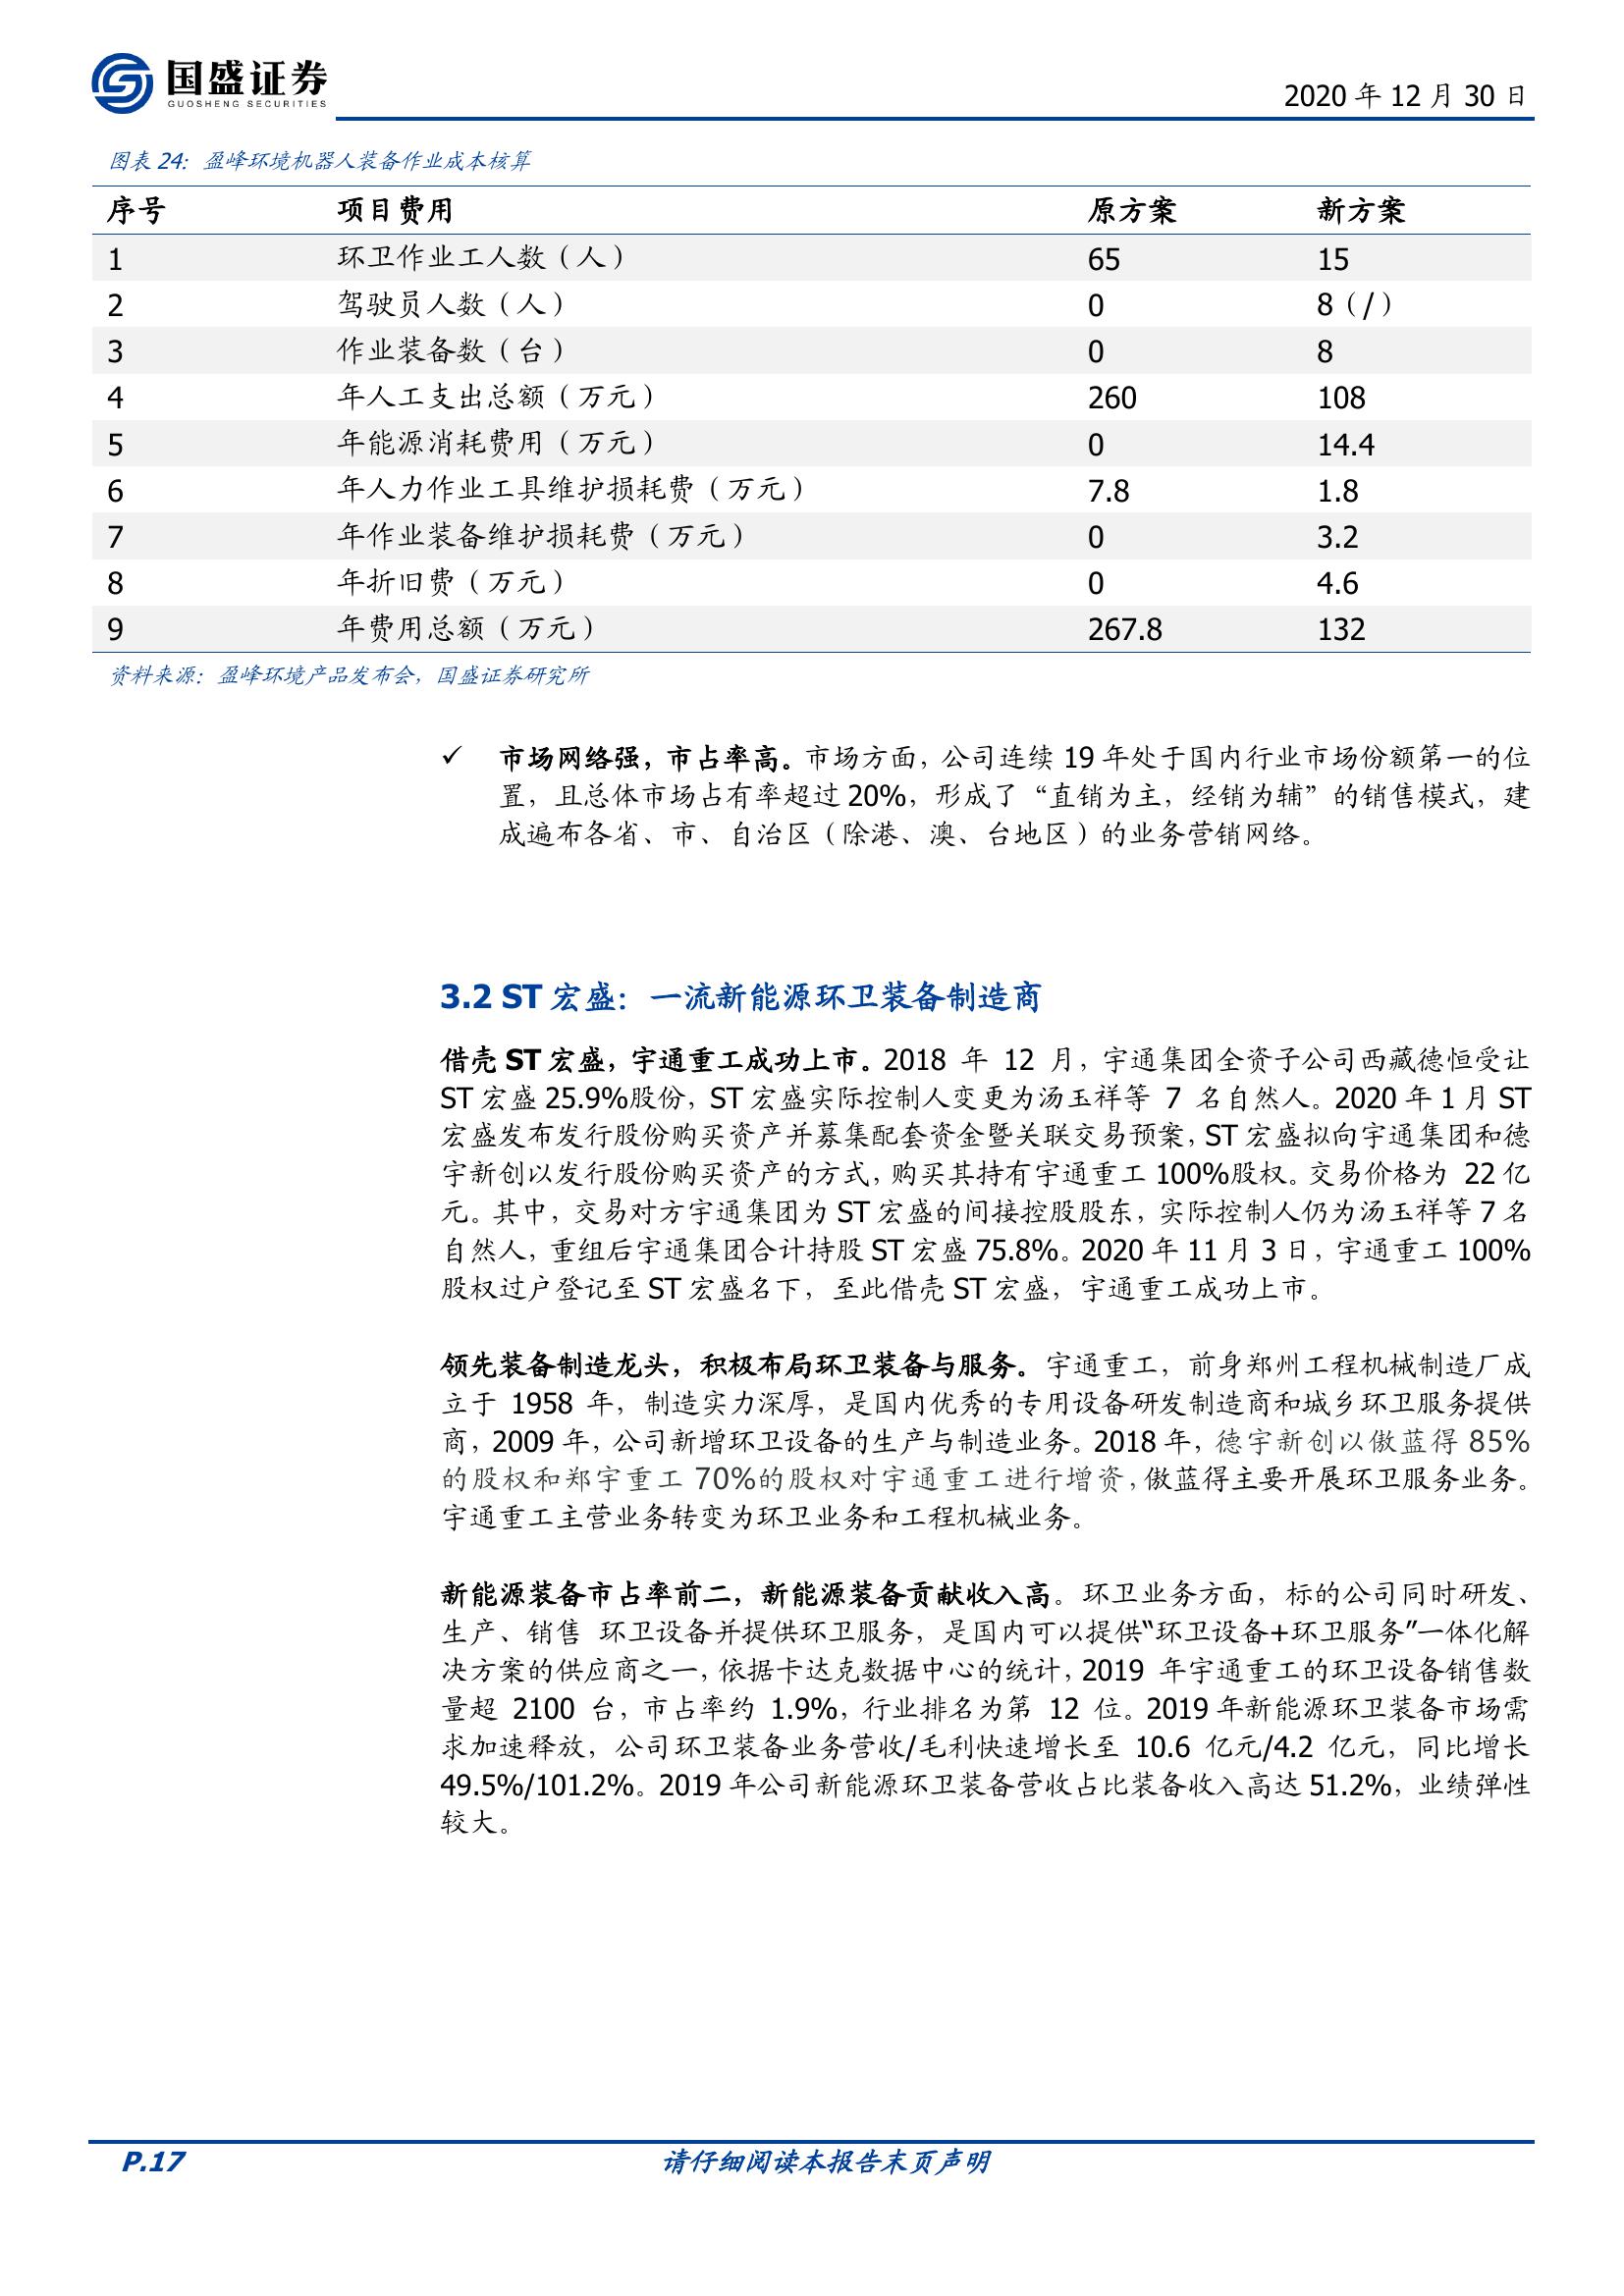 国盛证券
GUOSHENG SECURITIES
2020 年 12 月 30 日
图表 24：盈峰环境机器人装备作业成本核算
序号 项目费用 原方案 新方案
1 环卫作业工人数（人） 65 15
2 驾驶员人数（人） 0 8（/）
3 作业装备数（台） 0 8
4 年人工支出总额（万元） 260 108
5 年能源消耗费用（万元） 0 14.4
6 年人力作业工具维护损耗费（万元） 7.8 1.8
7 年作业装备维护损耗费（万元） 0 3.2
8 年折旧费（万元） 0 4.6
9 年费用总额（万元） 267.8 132
资料来源：盈峰环境产品发布会，国盛证券研究所
✓ 市场网络强，市占率高。市场方面，公司连续 19 年处于国内行业市场份额第一的位
置，且总体市场占有率超过 20%，形成了“直销为主，经销为辅”的销售模式，建
成遍布各省、市、自治区（除港、澳、台地区）的业务营销网络。
3.2 ST 宏盛：一流新能源环卫装备制造商
借壳 ST 宏盛，宇通重工成功上市。2018 年 12 月，宇通集团全资子公司西藏德恒受让
ST 宏盛 25.9%股份，ST 宏盛实际控制人变更为汤玉祥等 7 名自然人。2020 年 1 月 ST
宏盛发布发行股份购买资产并募集配套资金暨关联交易预案，ST 宏盛拟向宇通集团和德
宇新创以发行股份购买资产的方式，购买其持有宇通重工 100%股权。交易价格为 22 亿
元。其中，交易对方宇通集团为 ST 宏盛的间接控股股东，实际控制人仍为汤玉祥等 7 名
自然人，重组后宇通集团合计持股 ST 宏盛 75.8%。2020 年 11 月 3 日，宇通重工 100%
股权过户登记至 ST 宏盛名下，至此借壳 ST 宏盛，宇通重工成功上市。
领先装备制造龙头，积极布局环卫装备与服务。宇通重工，前身郑州工程机械制造厂成
立于 1958 年，制造实力深厚，是国内优秀的专用设备研发制造商和城乡环卫服务提供
商，2009 年，公司新增环卫设备的生产与制造业务。2018 年，德宇新创以傲蓝得 85%
的股权和郑宇重工 70%的股权对宇通重工进行增资，傲蓝得主要开展环卫服务业务。
宇通重工主营业务转变为环卫业务和工程机械业务。
新能源装备市占率前二，新能源装备贡献收入高。环卫业务方面，标的公司同时研发、
生产、销售 环卫设备并提供环卫服务，是国内可以提供“环卫设备+环卫服务”一体化解
决方案的供应商之一，依据卡达克数据中心的统计，2019 年宇通重工的环卫设备销售数
量超 2100 台，市占率约 1.9%，行业排名为第 12 位。2019 年新能源环卫装备市场需
求加速释放，公司环卫装备业务营收/毛利快速增长至 10.6 亿元/4.2 亿元，同比增长
49.5%/101.2%。2019 年公司新能源环卫装备营收占比装备收入高达 51.2%，业绩弹性
较大。
P.17 请仔细阅读本报告末页声明